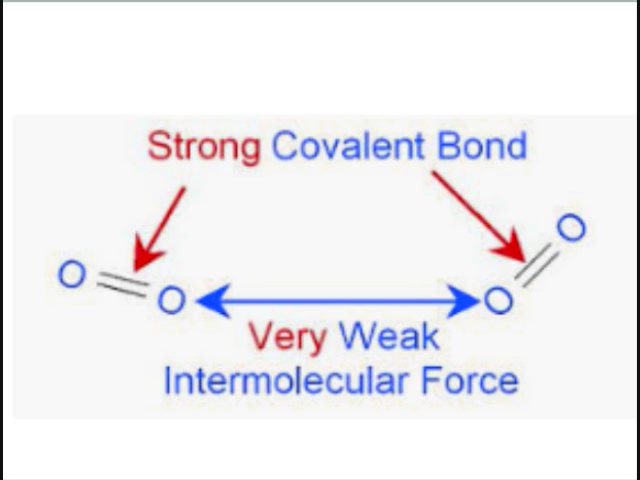 Strong Covalent Bond
O
O
O
O
Very Weak
Intermolecular Force